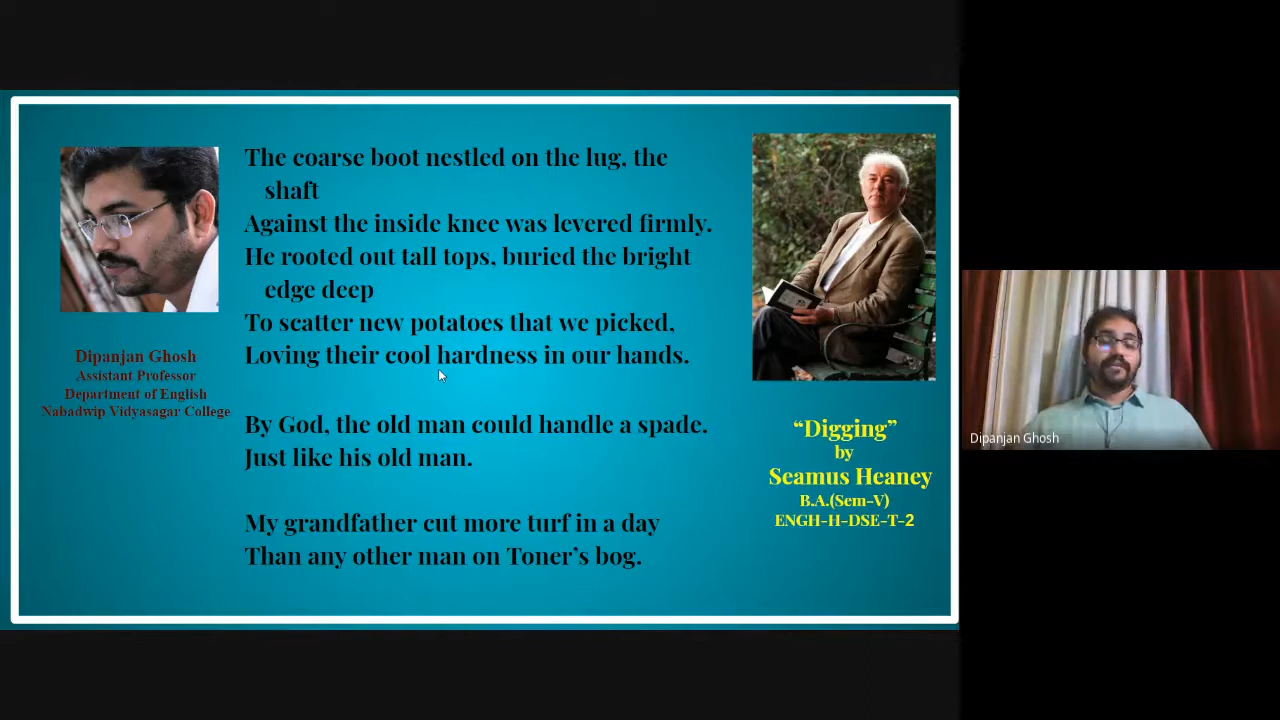 The coarse boot nestled on the lug, the
shaft
Against the inside knee was levered firmly.
He rooted out tall tops, buried the bright
edge deep
To scatter new potatoes that we picked,
Loving their cool hardness in our hands.
By God, the old man could handle a spade.
Just like his old man.
My grandfather cut more turf in a day
Than any other man on Toner's bog.
Dipanjan Ghosh
Assistant Professor
Department of English
Nabadwip Vidyasagar College
“Digging”
by
Seamus Heaney
B.A.(Sem-V)
ENGH-H-DSE-T-2
Dipanjan Ghosh